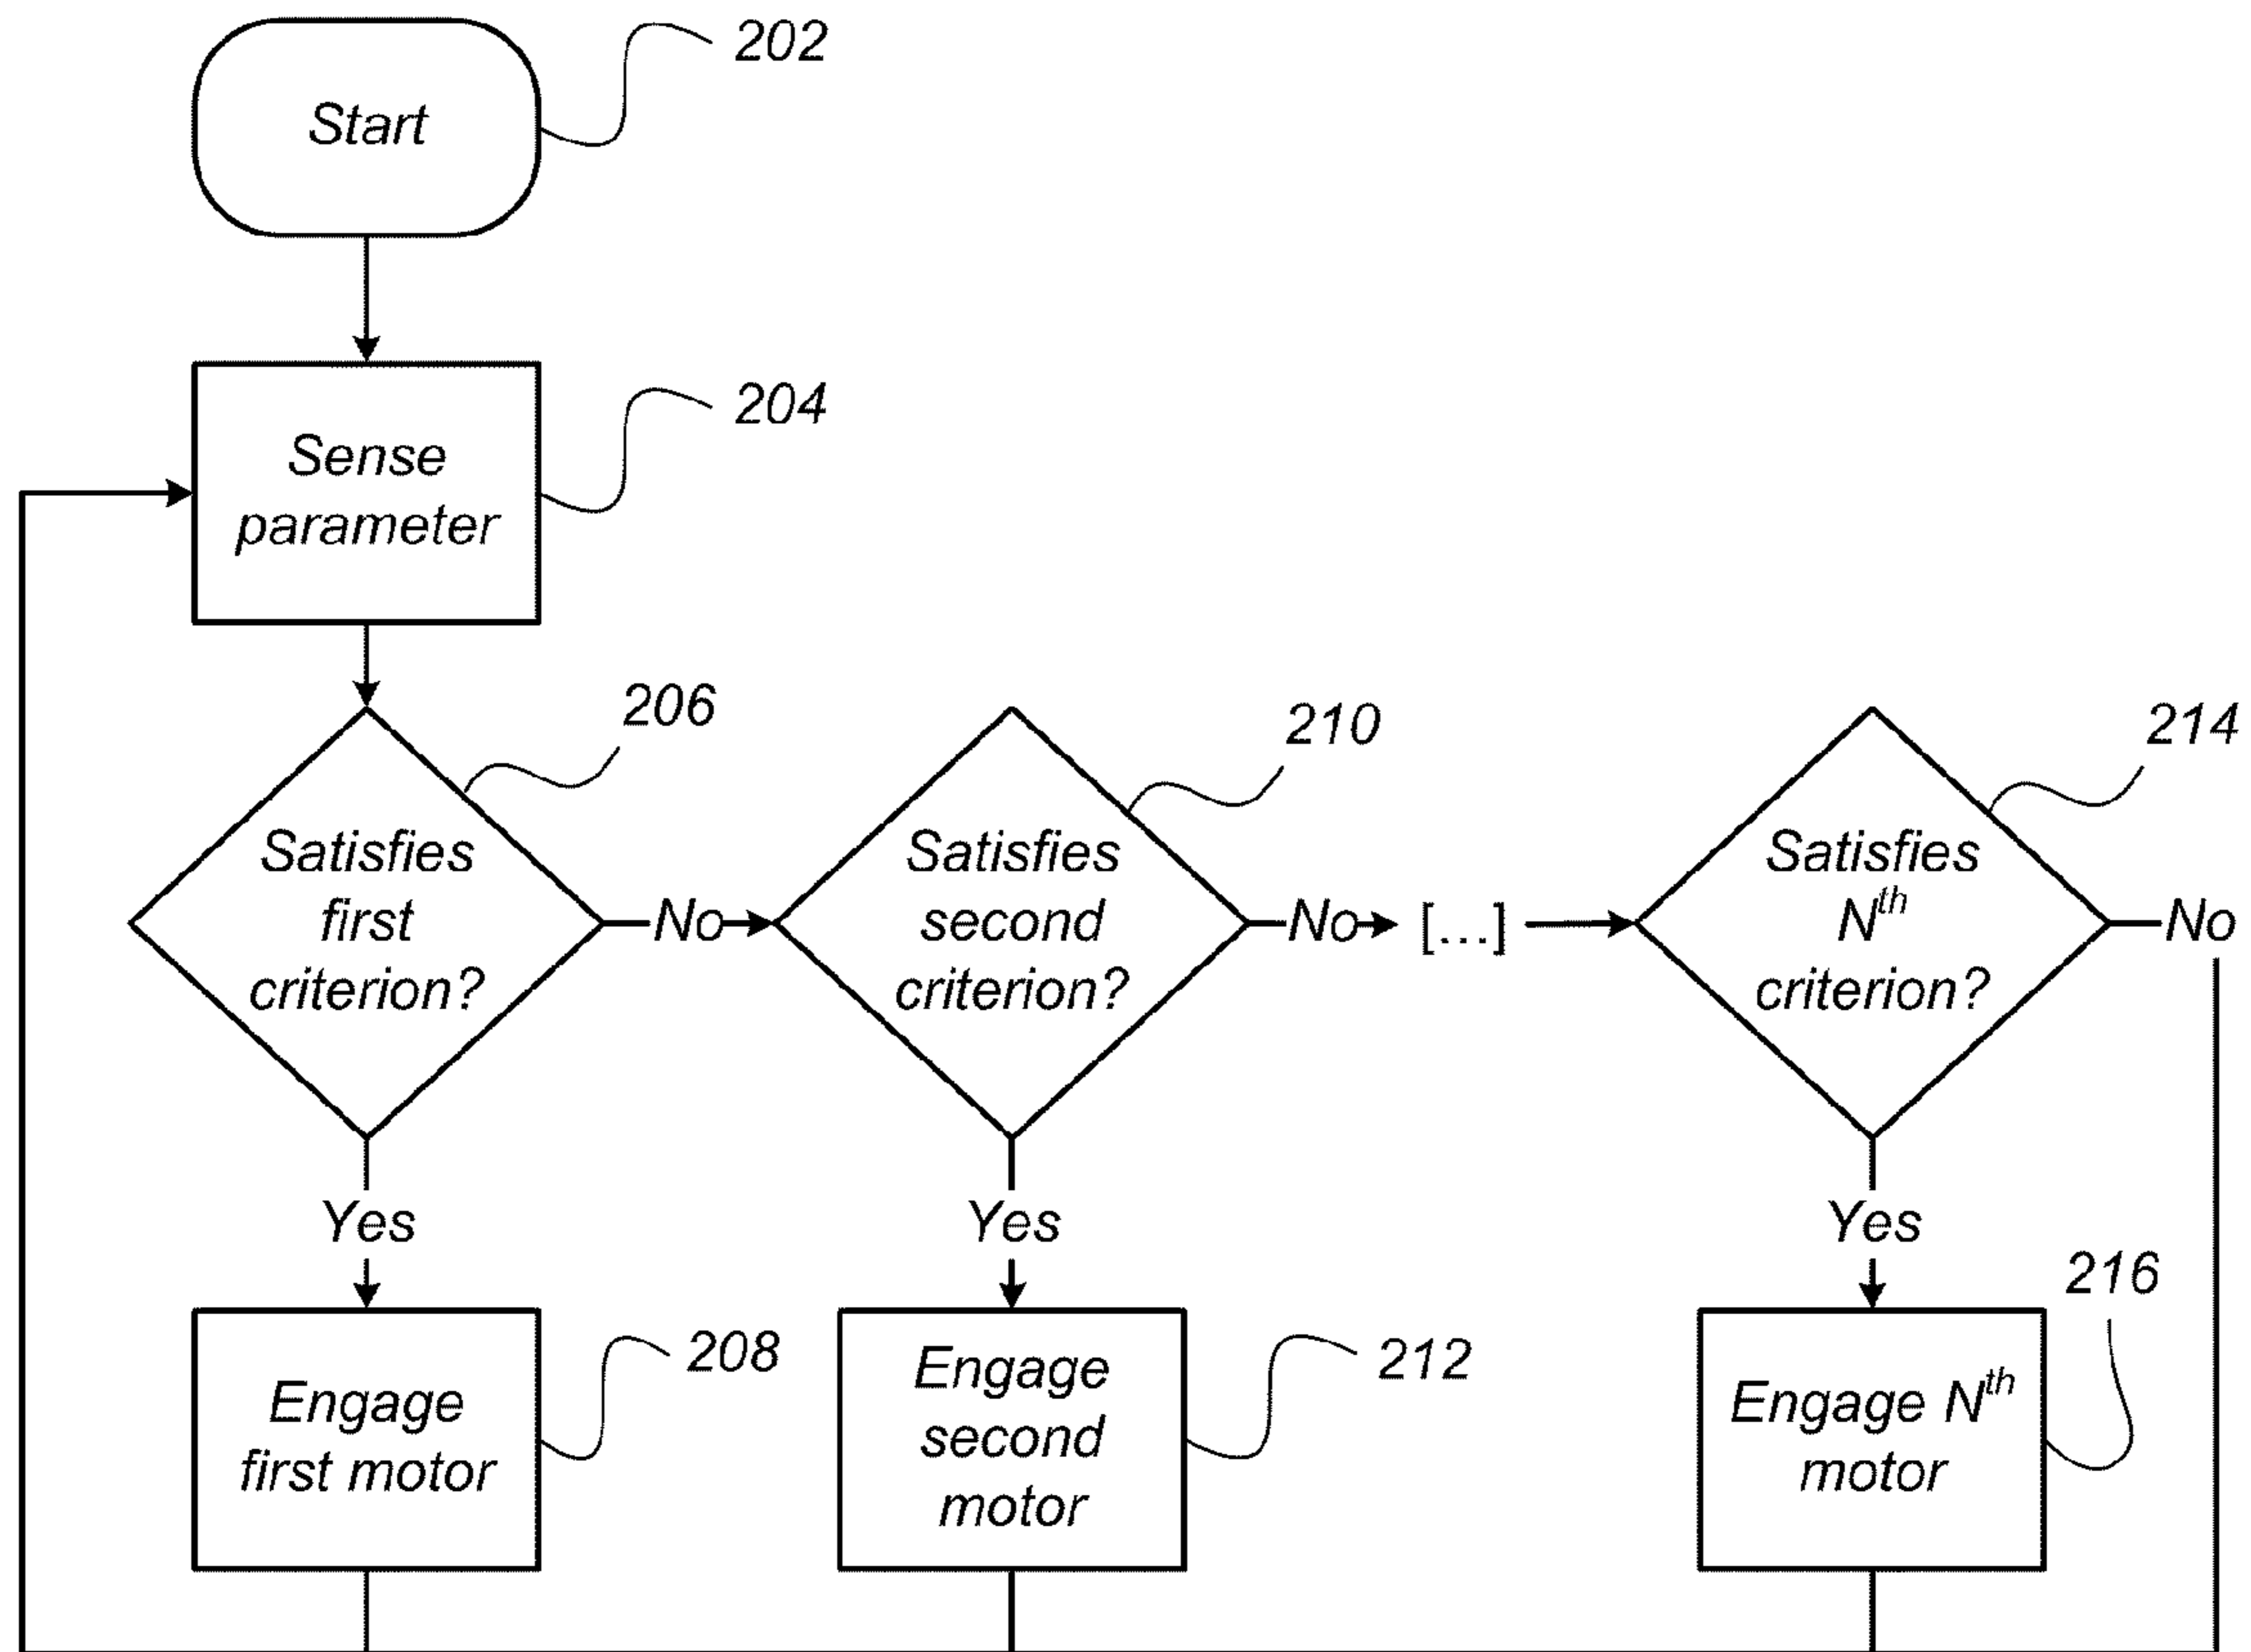 202
Start
204
Sense
parameter
206
210
214
Satisfies
first
criterion?
No
Satisfies
second
criterion?
No
[...]
Satisfies
Nth
criterion?
No
Yes
Yes
Yes
208
212
216
Engage
first motor
Engage
second
motor
Engage Nth
motor